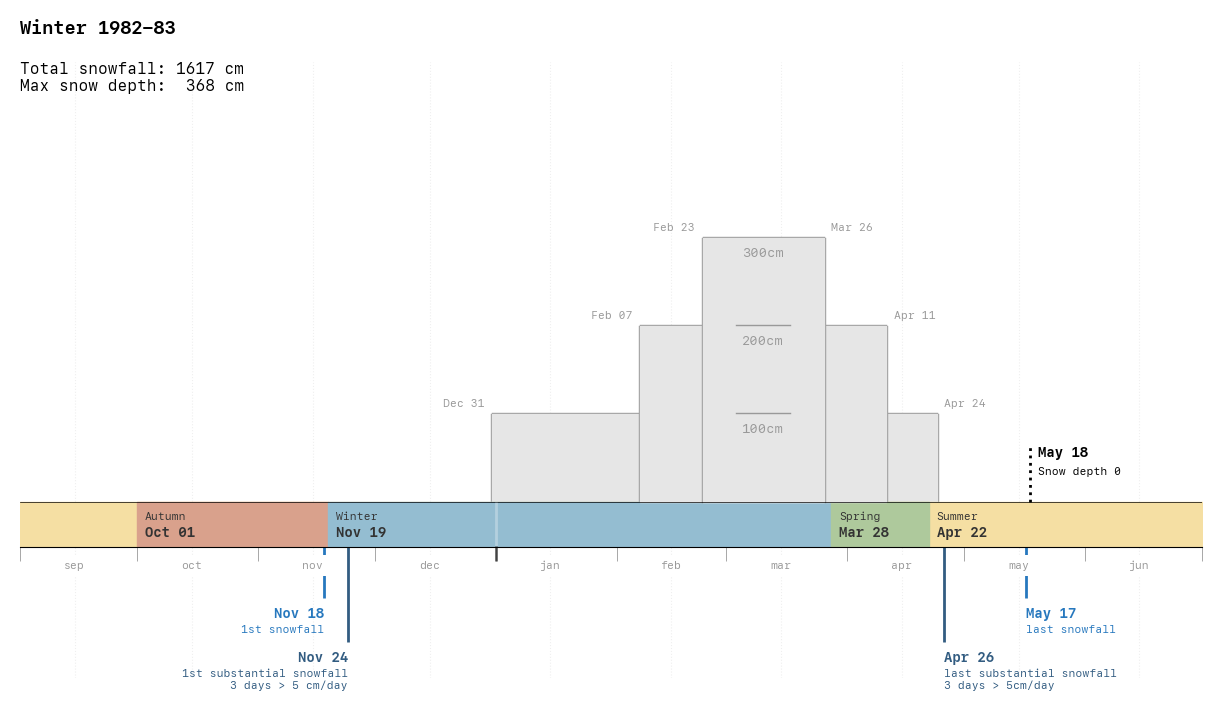 Winter 1982–83
Total snowfall: 1617 cm
Max snow depth:  368 cm
Feb 23
Mar 26
300cm
Feb 07
Apr 11
200cm
Dec 31
Apr 24
100cm
May 18
Snow depth 0
Autumn
Oct 01
Winter
Nov 19
Spring
Mar 28
Summer
Apr 22
sep oct nov dec jan feb mar apr may jun
Nov 18
1st snowfall
May 17
last snowfall
Nov 24
1st substantial snowfall
3 days > 5 cm/day
Apr 26
last substantial snowfall
3 days > 5cm/day